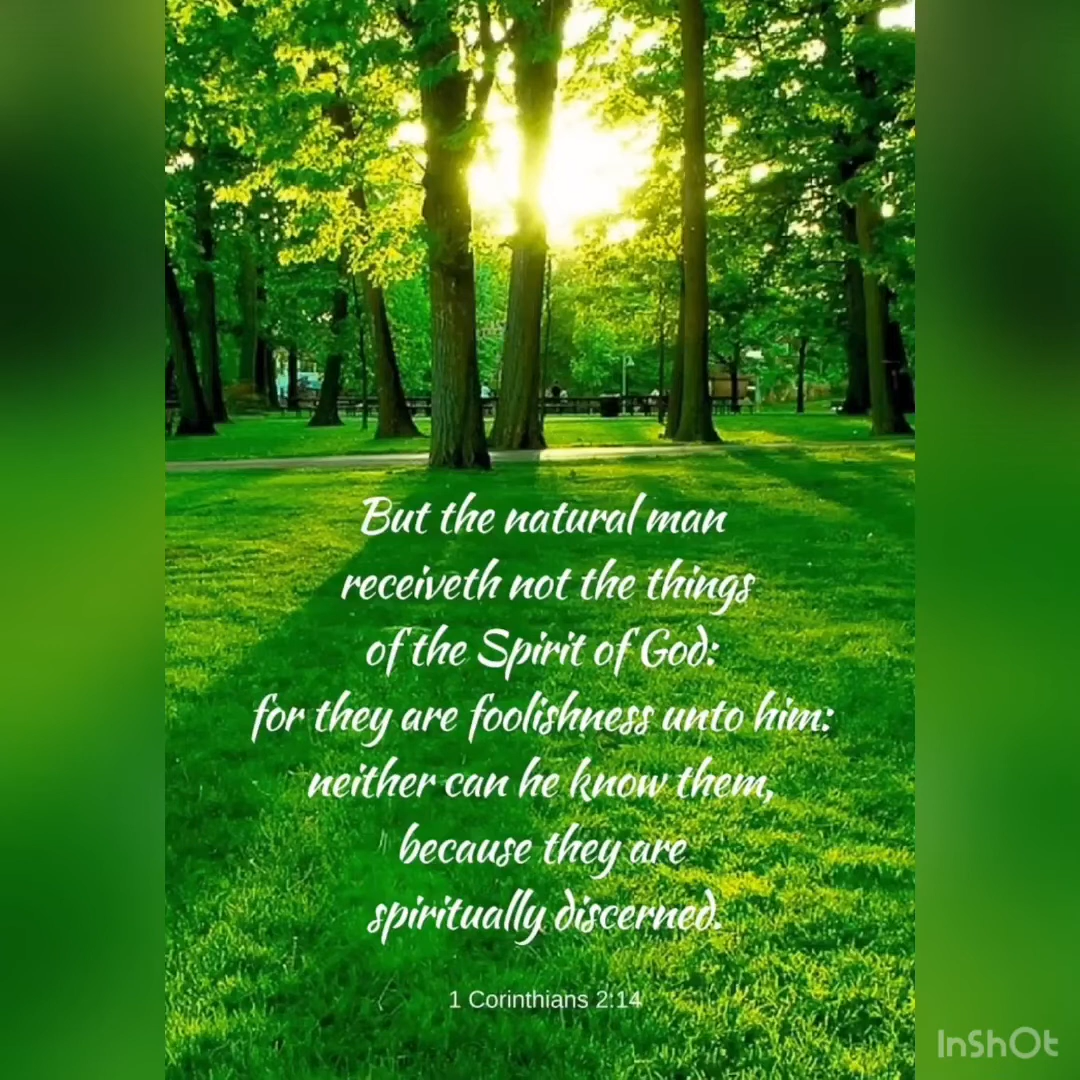 But the natural man
receiveth not the things
of the Spirit of God:
for they are foolishness unto him:
neither can he know them,
because they are
spiritually discerned.
1 Corinthians 2:14
InShOt